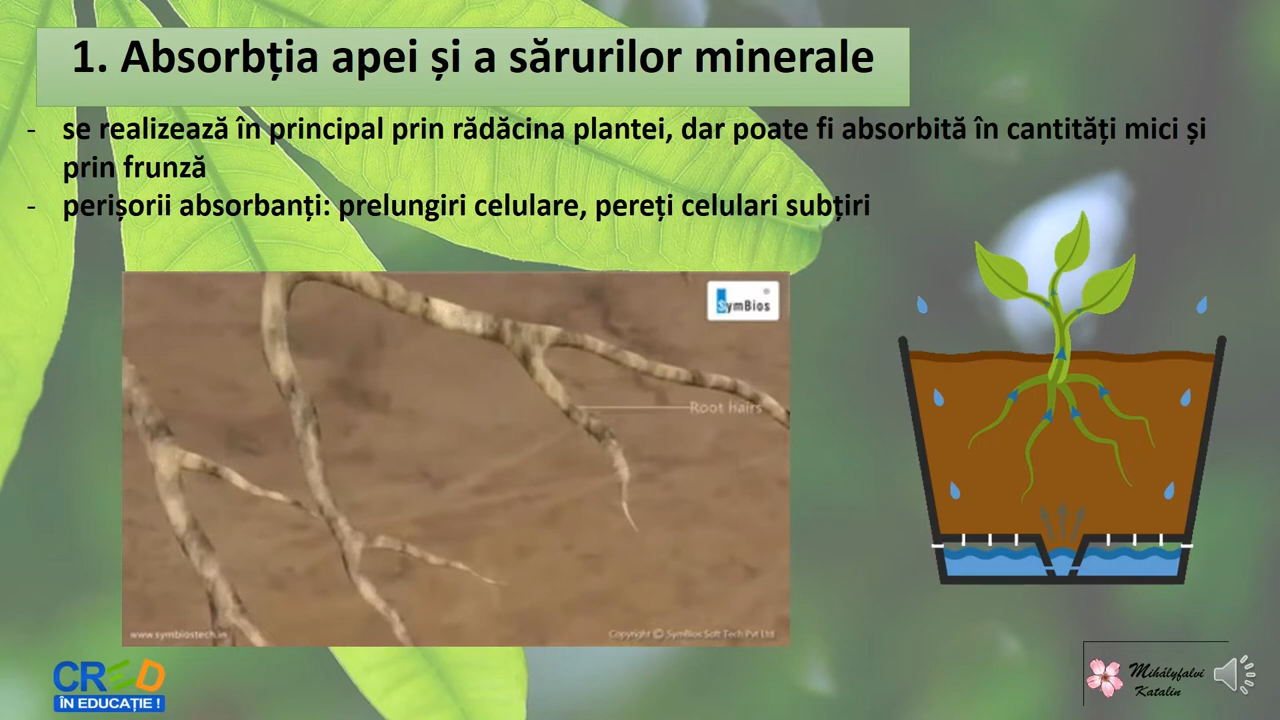 1. Absorbția apei și a sărurilor minerale
- se realizează în principal prin rădăcina plantei, dar poate fi absorbită în cantități mici și
prin frunză
- perișorii absorbanți: prelungiri celulare, pereți celulari subțiri
SymBios
Root Hairs
www.symbiostech.in
Copyright © SymBios Soft Tech Pvt Ltd
CRED
ÎN EDUCAȚIE !
Mihályfalvi
Katalin